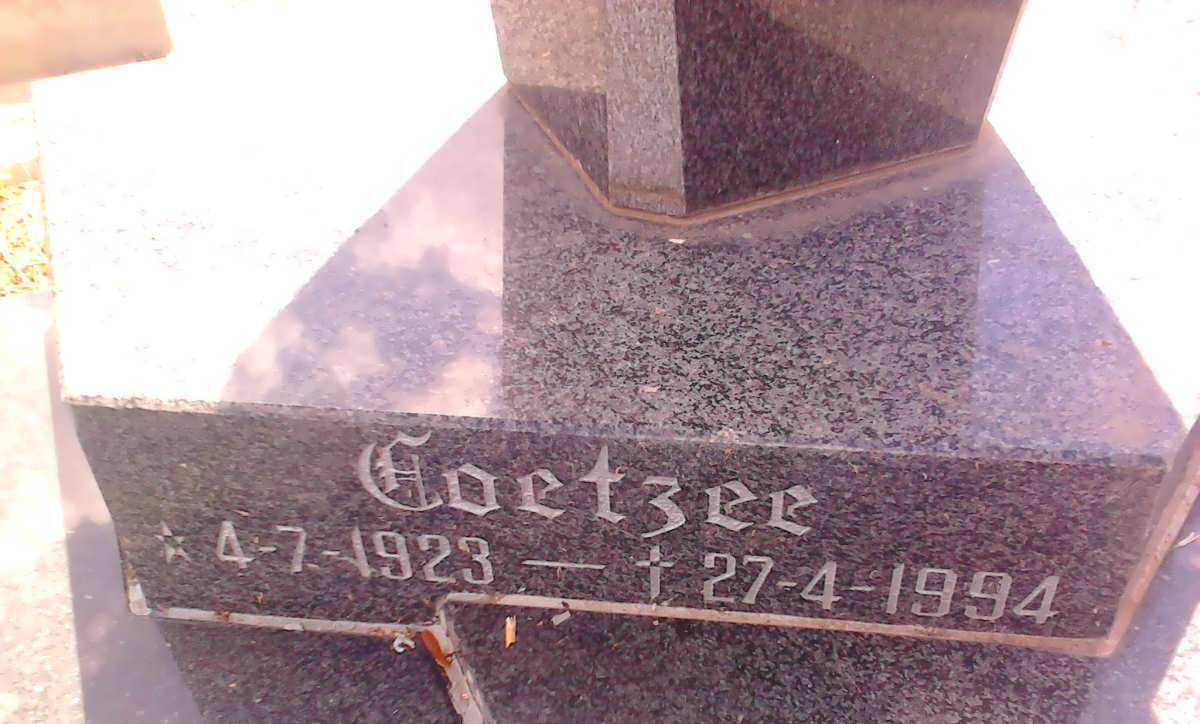 Coetzee
☆ 4-7-1923 — † 27-4-1994